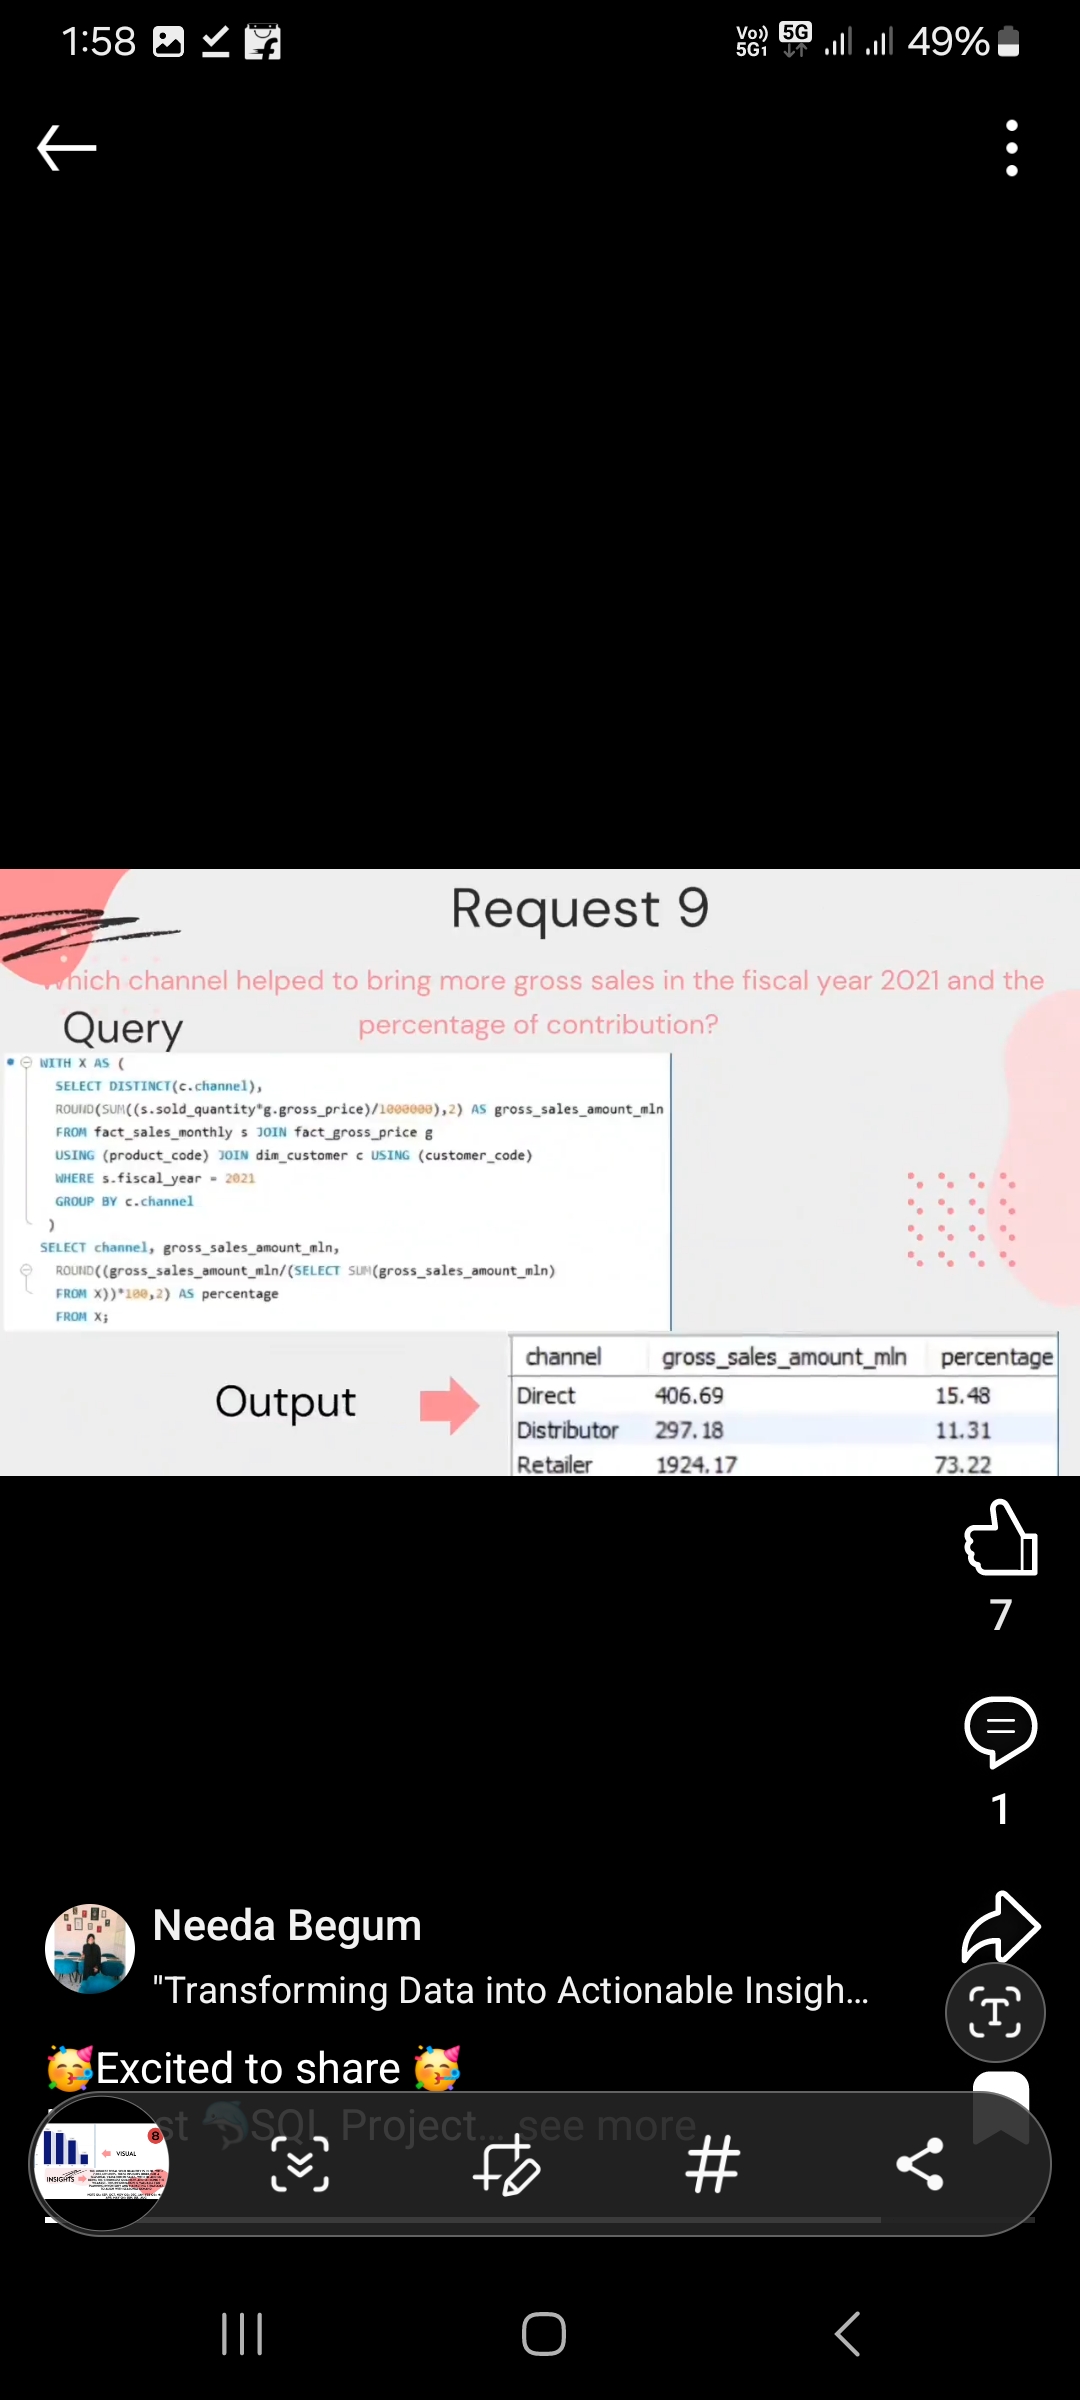 1:58
Vo)) 5G 49%
5G1
Request 9
Which channel helped to bring more gross sales in the fiscal year 2021 and the
percentage of contribution?
Query
WITH X AS (
SELECT DISTINCT(c.channel),
ROUND(SUM((s.sold_quantity*g.gross_price)/1000000),2) AS gross_sales_amount_mln
FROM fact_sales_monthly s JOIN fact_gross_price g
USING (product_code) JOIN dim_customer c USING (customer_code)
WHERE s.fiscal_year = 2021
GROUP BY c.channel
)
SELECT channel, gross_sales_amount_mln,
ROUND((gross_sales_amount_mln/(SELECT SUM(gross_sales_amount_mln)
FROM X))*100,2) AS percentage
FROM X;
Output
channel gross_sales_amount_mln percentage
Direct 406.69 15.48
Distributor 297.18 11.31
Retailer 1924.17 73.22
7
1
Needa Begum
"Transforming Data into Actionable Insigh...
🥳Excited to share 🥳
st 🐬SQL Project... see more
VISUAL
8
INSIGHTS